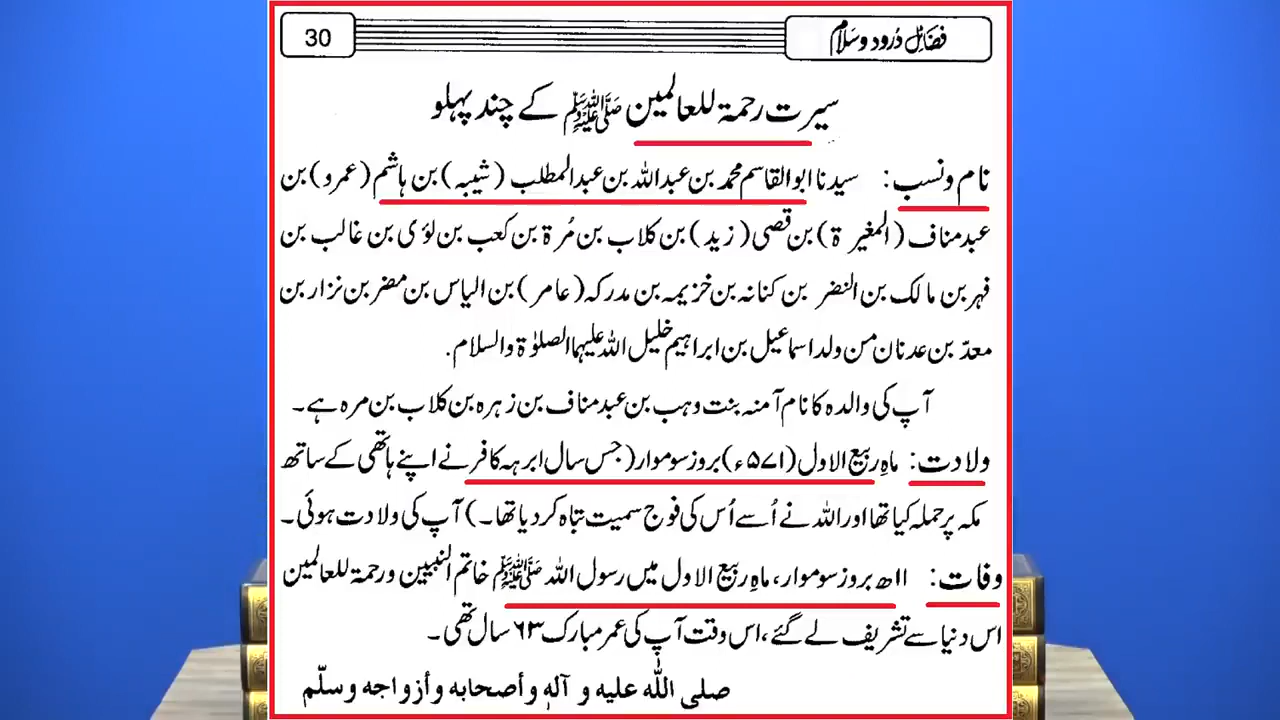 فضائل درود وسلام
30
سیرت رحمۃ للعالمین ﷺ کے چند پہلو
نام ونسب: سیدنا ابوالقاسم محمد بن عبداللہ بن عبدالمطلب (شیبہ) بن ہاشم (عمرو) بن
عبدمناف (المغیرۃ) بن قصی (زید) بن کلاب بن مُرۃ بن کعب بن لؤی بن غالب بن
فہر بن مالک بن النضر بن کنانہ بن خزیمہ بن مدرکہ (عامر) بن الیاس بن مضر بن نزار بن
معدّ بن عدنان من ولد اسماعیل بن ابراہیم خلیل اللہ علیہما الصلوٰۃ والسلام.
آپ کی والدہ کا نام آمنہ بنت وہب بن عبدمناف بن زہرہ بن کلاب بن مرہ ہے۔
ولادت: ماہِ ربیع الاول (۵۷۱ء) بروز سوموار (جس سال ابرہہ کافر نے اپنے ہاتھی کے ساتھ
مکہ پر حملہ کیا تھا اور اللہ نے اُسے اُس کی فوج سمیت تباہ کر دیا تھا۔) آپ کی ولادت ہوئی۔
وفات: ۱۱ھ بروز سوموار، ماہِ ربیع الاول میں رسول اللہ ﷺ خاتم النبیین ورحمۃ للعالمین
اس دنیا سے تشریف لے گئے، اس وقت آپ کی عمر مبارک ۶۳ سال تھی۔
صلی اللّٰہ علیہ و آلہٖ وأصحابہ وأزواجہ وسلّم